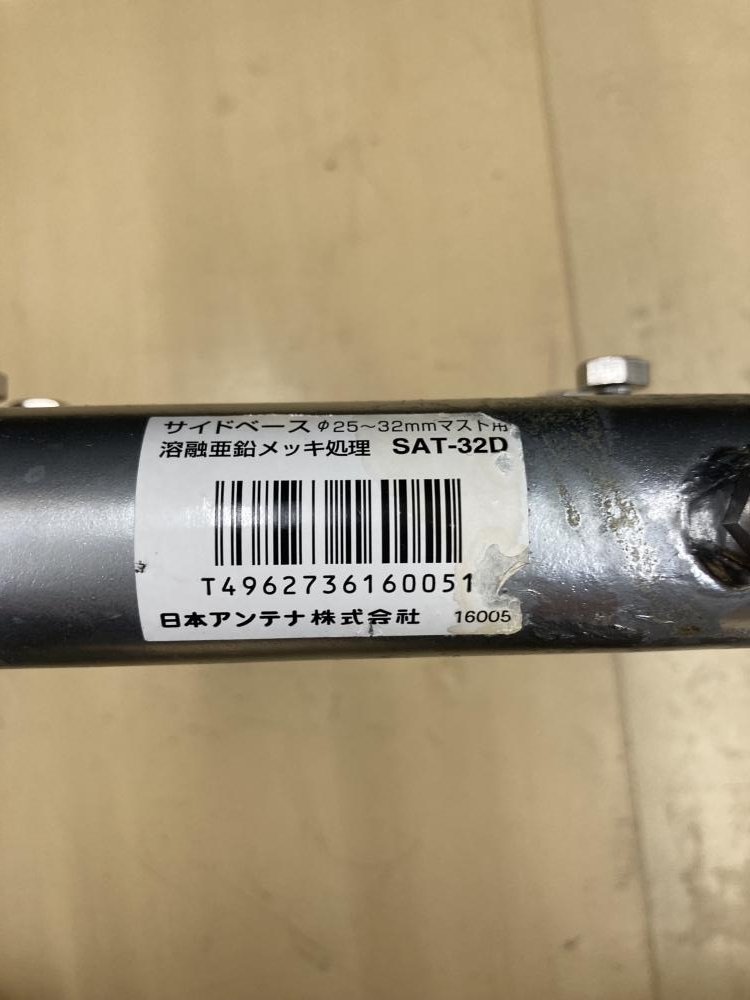 サイドベース φ25～32mmマスト用
溶融亜鉛メッキ処理 SAT-32D
T4962736160051
日本アンテナ株式会社 16005